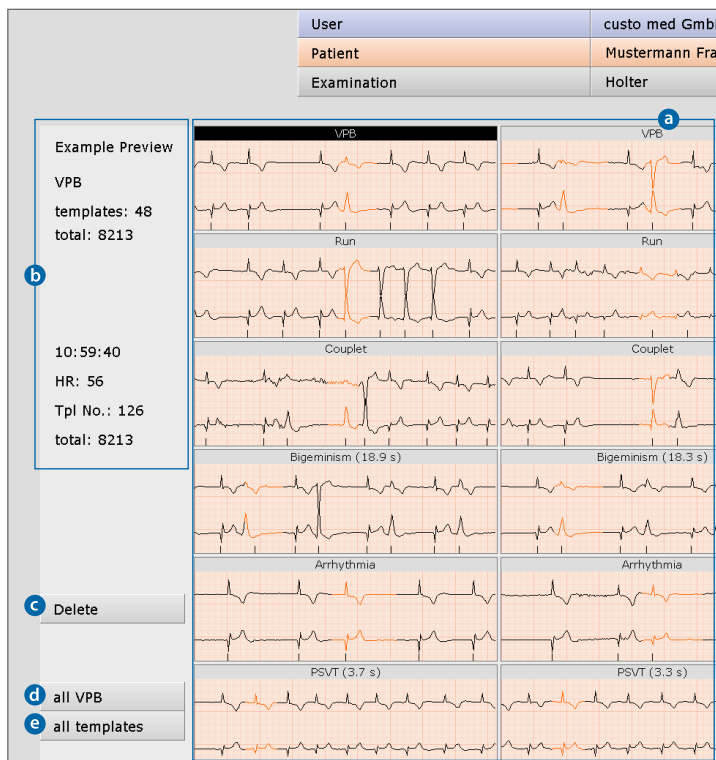 User custo med GmbH
Patient Mustermann Fra
Examination Holter
a
Example Preview
VPB
templates: 48
total: 8213
b
10:59:40
HR: 56
Tpl No.: 126
total: 8213
VPB VPB
Run Run
Couplet Couplet
Bigeminism (18.9 s) Bigeminism (18.3 s)
Arrhythmia Arrhythmia
PSVT (3.7 s) PSVT (3.3 s)
c Delete
d all VPB
e all templates